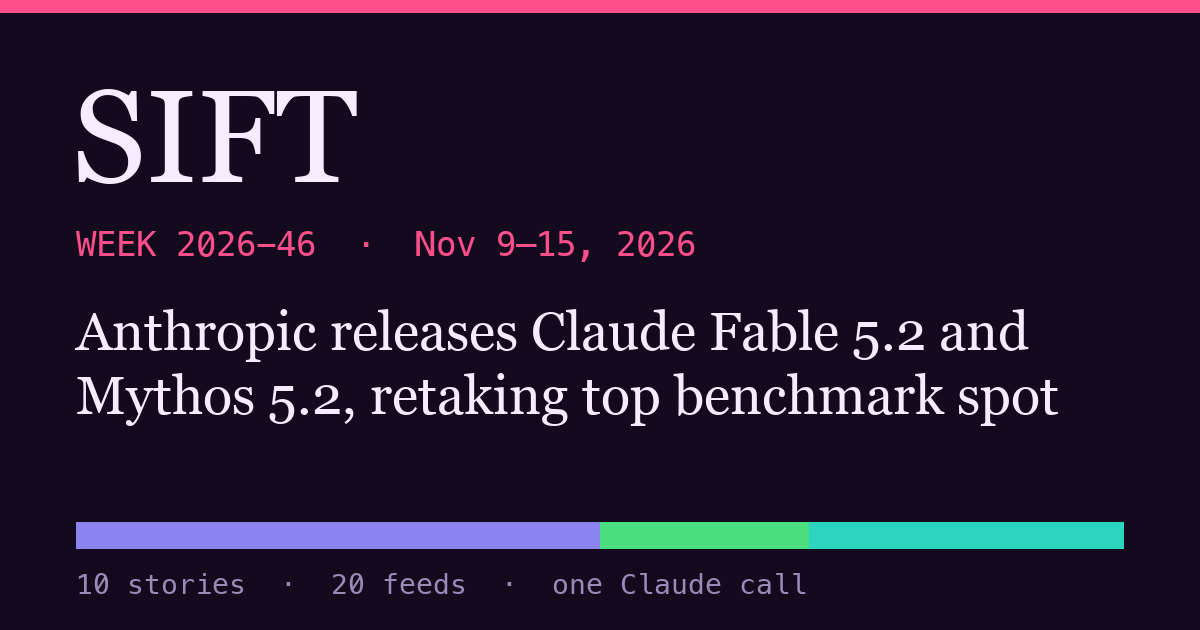 SIFT
WEEK 2026–46 · Nov 9–15, 2026
Anthropic releases Claude Fable 5.2 and
Mythos 5.2, retaking top benchmark spot
10 stories · 20 feeds · one Claude call